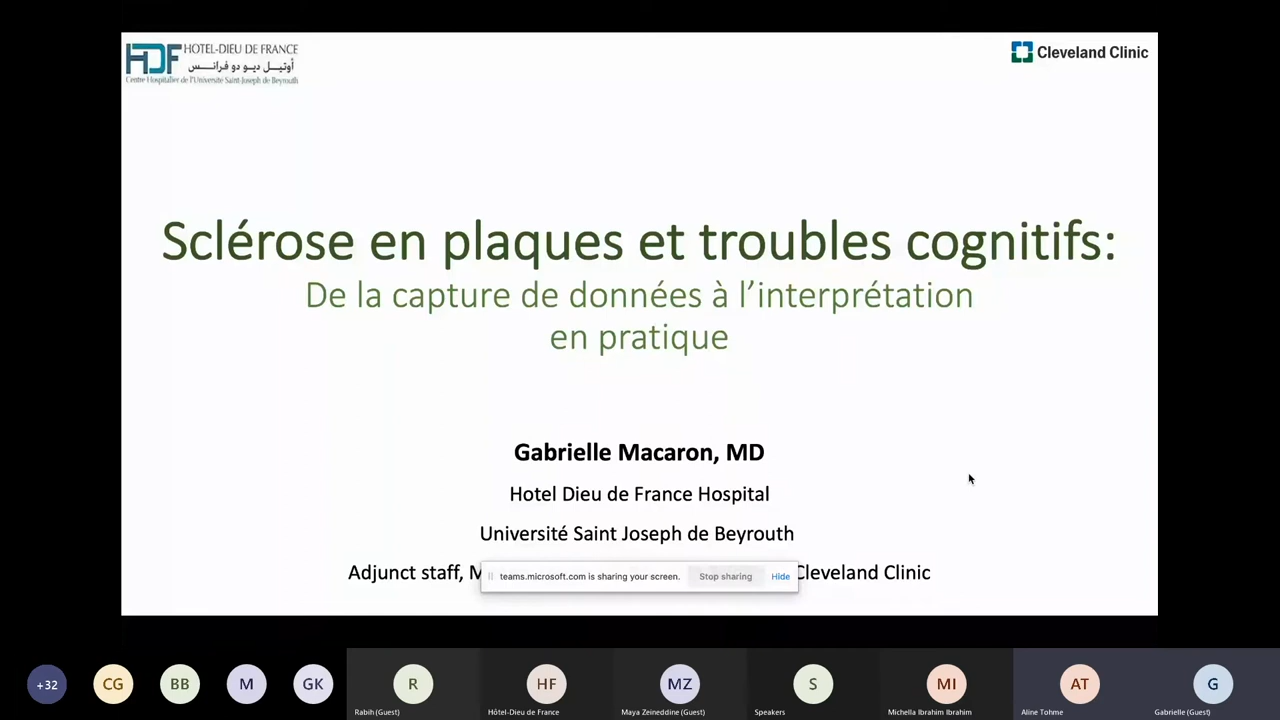 HDF HOTEL-DIEU DE FRANCE
أوتيل ديو دو فرانس
Centre Hospitalier de l'Université Saint-Joseph de Beyrouth
Cleveland Clinic
Sclérose en plaques et troubles cognitifs:
De la capture de données à l'interprétation
en pratique
Gabrielle Macaron, MD
Hotel Dieu de France Hospital
Université Saint Joseph de Beyrouth
Adjunct staff, M Cleveland Clinic
teams.microsoft.com is sharing your screen. Stop sharing Hide
+32 CG BB M GK R HF MZ S MI AT G
Rabih (Guest) Hôtel-Dieu de France Maya Zeineddine (Guest) Speakers Michella Ibrahim Ibrahim Aline Tohme Gabrielle (Guest)